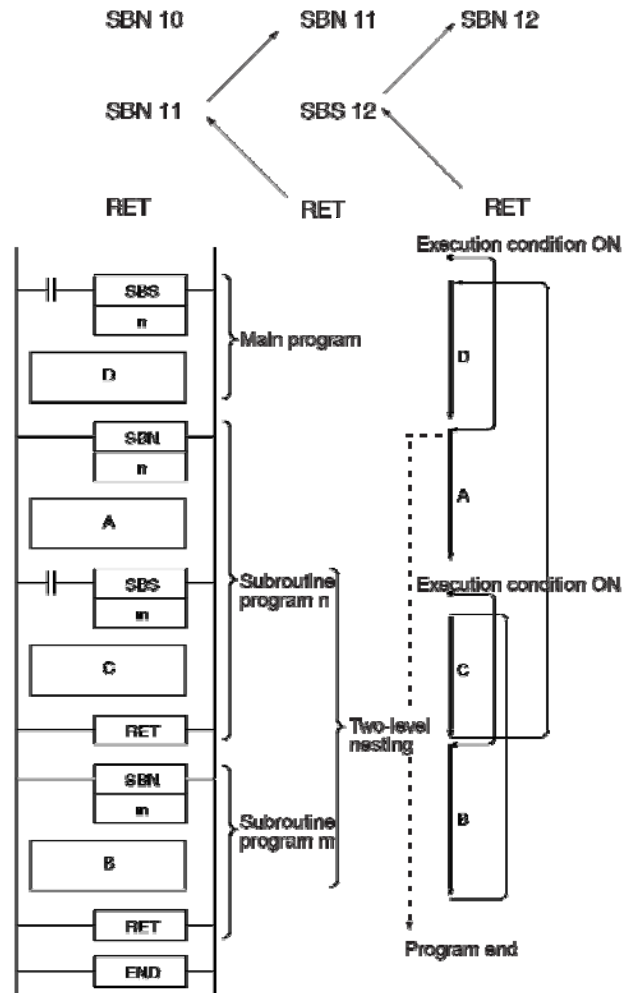 SBN 10 SBN 11 SBN 12
SBN 11 SBS 12
RET RET RET
Execution condition ON
SBS
n
Main program
D
D
SBN
n
A
A
SBS
m
Subroutine
program n
Execution condition ON
C
C
RET
Two-level
nesting
SBN
m
Subroutine
program m
B
B
RET
Program end
END